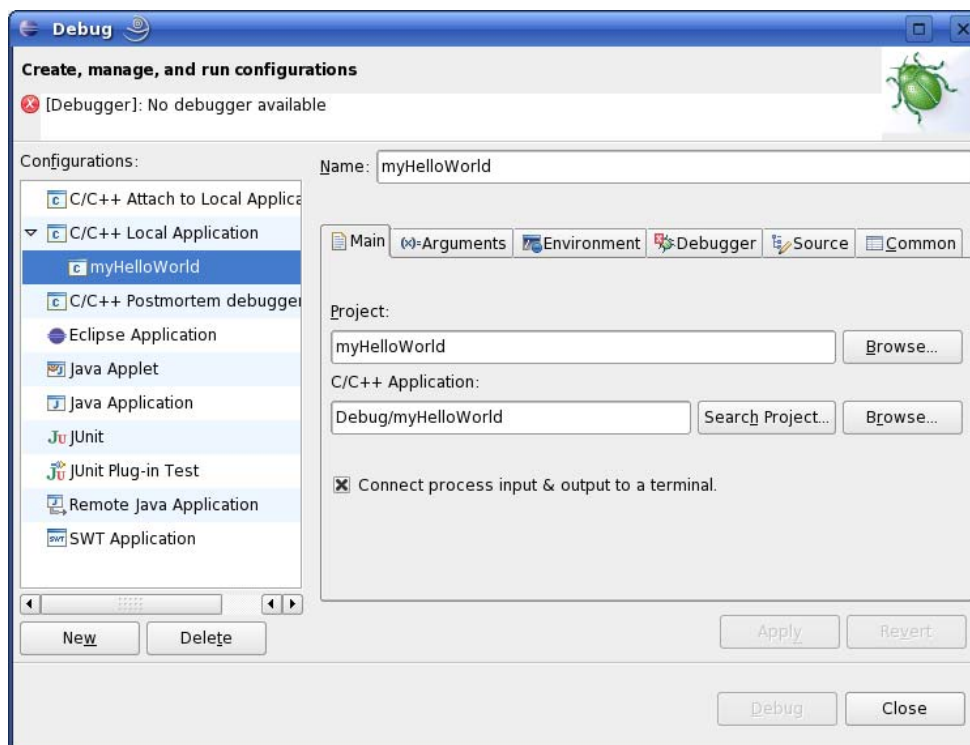 Debug
Create, manage, and run configurations
[Debugger]: No debugger available
Configurations:
C/C++ Attach to Local Applica
C/C++ Local Application
myHelloWorld
C/C++ Postmortem debugger
Eclipse Application
Java Applet
Java Application
JUnit
JUnit Plug-in Test
Remote Java Application
SWT Application
New
Delete
Name: myHelloWorld
Main
(x)=Arguments
Environment
Debugger
Source
Common
Project:
myHelloWorld
Browse...
C/C++ Application:
Debug/myHelloWorld
Search Project...
Browse...
Connect process input & output to a terminal.
Apply
Revert
Debug
Close